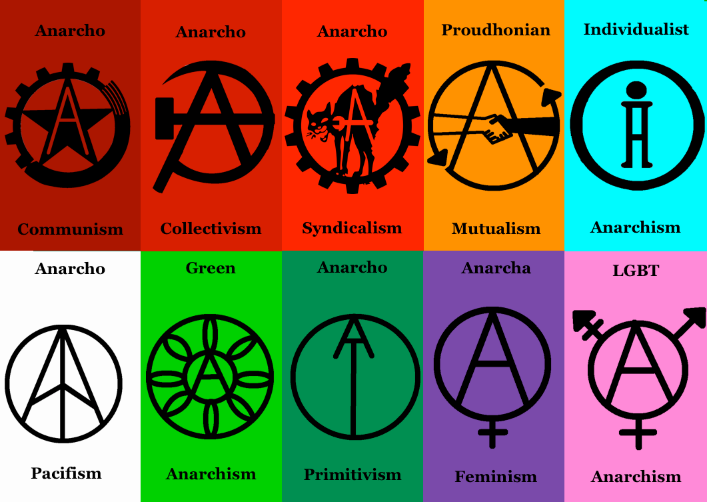 Anarcho
Communism
Anarcho
Collectivism
Anarcho
Syndicalism
Proudhonian
Mutualism
Individualist
Anarchism
Anarcho
Pacifism
Green
Anarchism
Anarcho
Primitivism
Anarcha
Feminism
LGBT
Anarchism